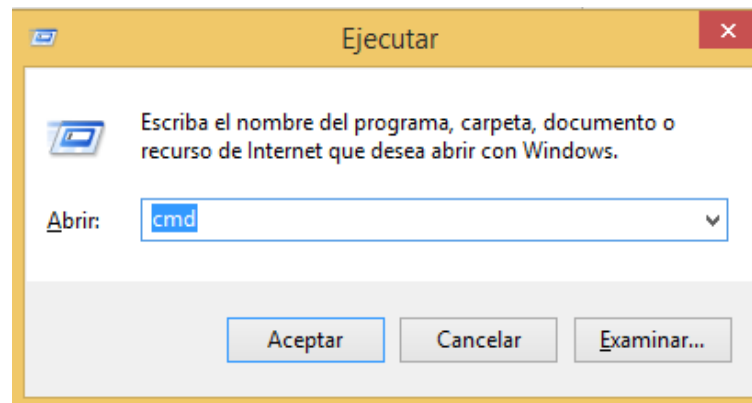 Ejecutar
Escriba el nombre del programa, carpeta, documento o
recurso de Internet que desea abrir con Windows.
Abrir: cmd
Aceptar Cancelar Examinar...